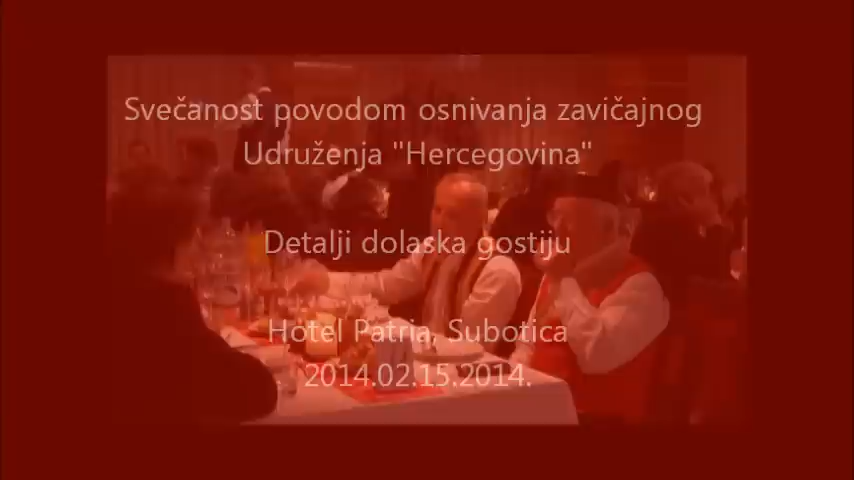 Svečanost povodom osnivanja zavičajnog
Udruženja "Hercegovina"
Detalji dolaska gostiju
Hotel Patria, Subotica
2014.02.15.2014.